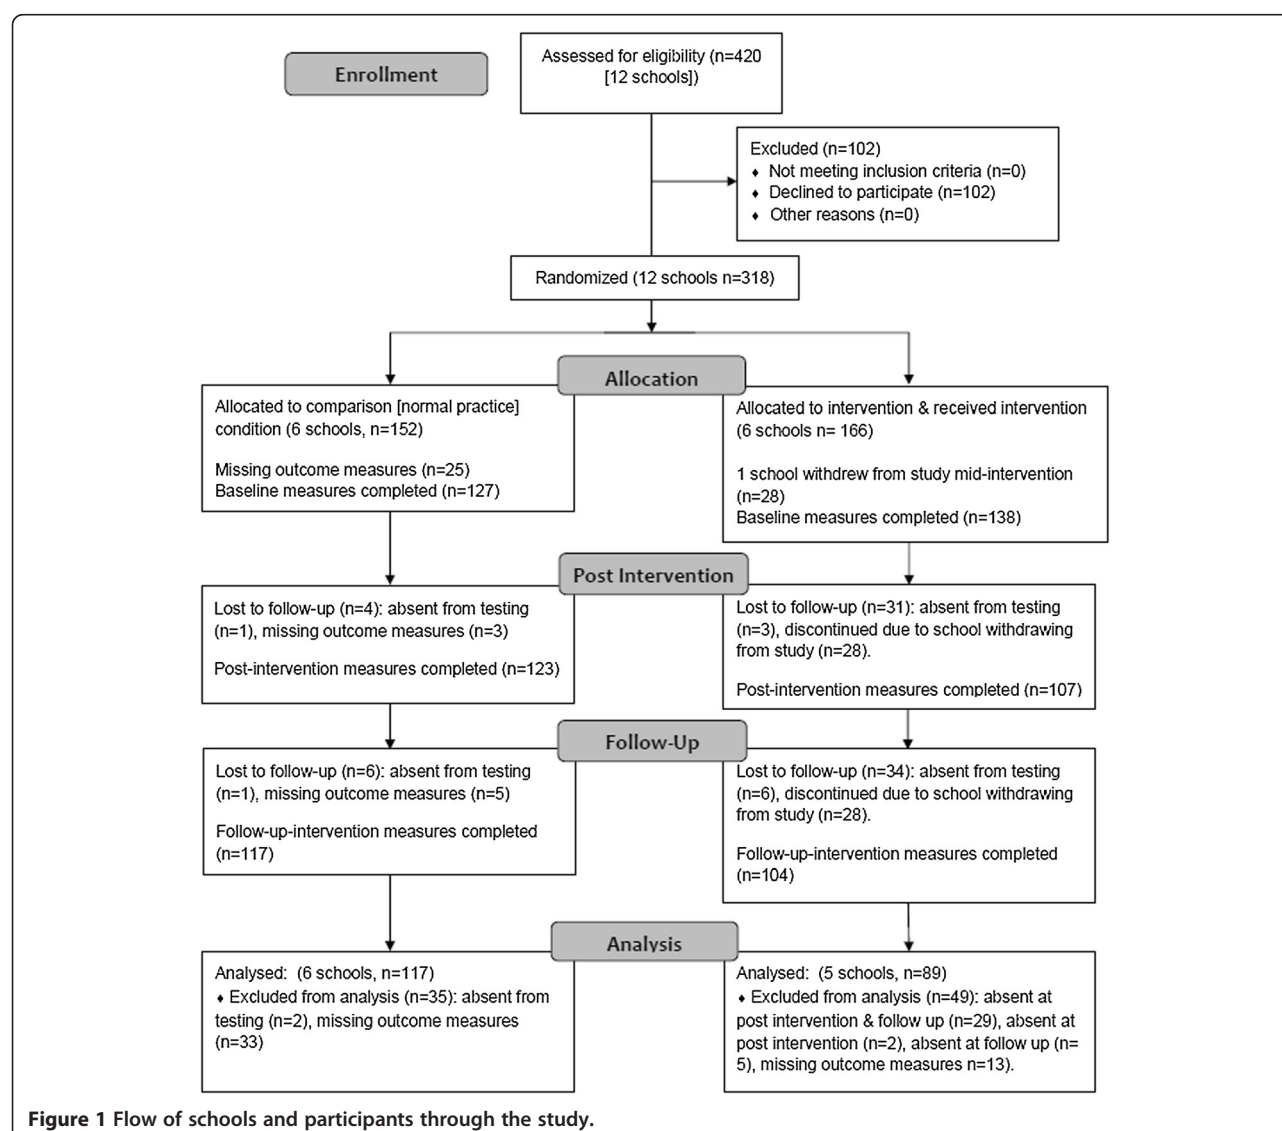 Enrollment
Assessed for eligibility (n=420
[12 schools])
Excluded (n=102)
♦ Not meeting inclusion criteria (n=0)
♦ Declined to participate (n=102)
♦ Other reasons (n=0)
Randomized (12 schools n=318)
Allocation
Allocated to comparison [normal practice]
condition (6 schools, n=152)
Missing outcome measures (n=25)
Baseline measures completed (n=127)
Allocated to intervention & received intervention
(6 schools n= 166)
1 school withdrew from study mid-intervention
(n=28)
Baseline measures completed (n=138)
Post Intervention
Lost to follow-up (n=4): absent from testing
(n=1), missing outcome measures (n=3)
Post-intervention measures completed (n=123)
Lost to follow-up (n=31): absent from testing
(n=3), discontinued due to school withdrawing
from study (n=28).
Post-intervention measures completed (n=107)
Follow-Up
Lost to follow-up (n=6): absent from testing
(n=1), missing outcome measures (n=5)
Follow-up-intervention measures completed
(n=117)
Lost to follow-up (n=34): absent from testing
(n=6), discontinued due to school withdrawing
from study (n=28).
Follow-up-intervention measures completed
(n=104)
Analysis
Analysed: (6 schools, n=117)
♦ Excluded from analysis (n=35): absent from
testing (n=2), missing outcome measures
(n=33)
Analysed: (5 schools, n=89)
♦ Excluded from analysis (n=49): absent at
post intervention & follow up (n=29), absent at
post intervention (n=2), absent at follow up (n=
5), missing outcome measures n=13).
Figure 1 Flow of schools and participants through the study.